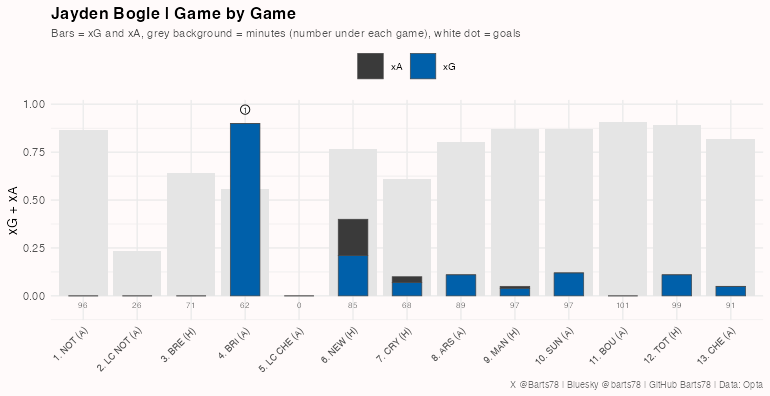 Jayden Bogle | Game by Game
Bars = xG and xA, grey background = minutes (number under each game), white dot = goals
xA xG
xG + xA
1.00
0.75
0.50
0.25
0.00
1
96 26 71 62 0 85 68 89 97 97 101 99 91
1. NOT (A)
2. LC NOT (A)
3. BRE (H)
4. BRI (A)
5. LC CHE (A)
6. NEW (H)
7. CRY (H)
8. ARS (A)
9. MAN (H)
10. SUN (A)
11. BOU (A)
12. TOT (H)
13. CHE (A)
X @Barts78 | Bluesky @barts78 | GitHub Barts78 | Data: Opta